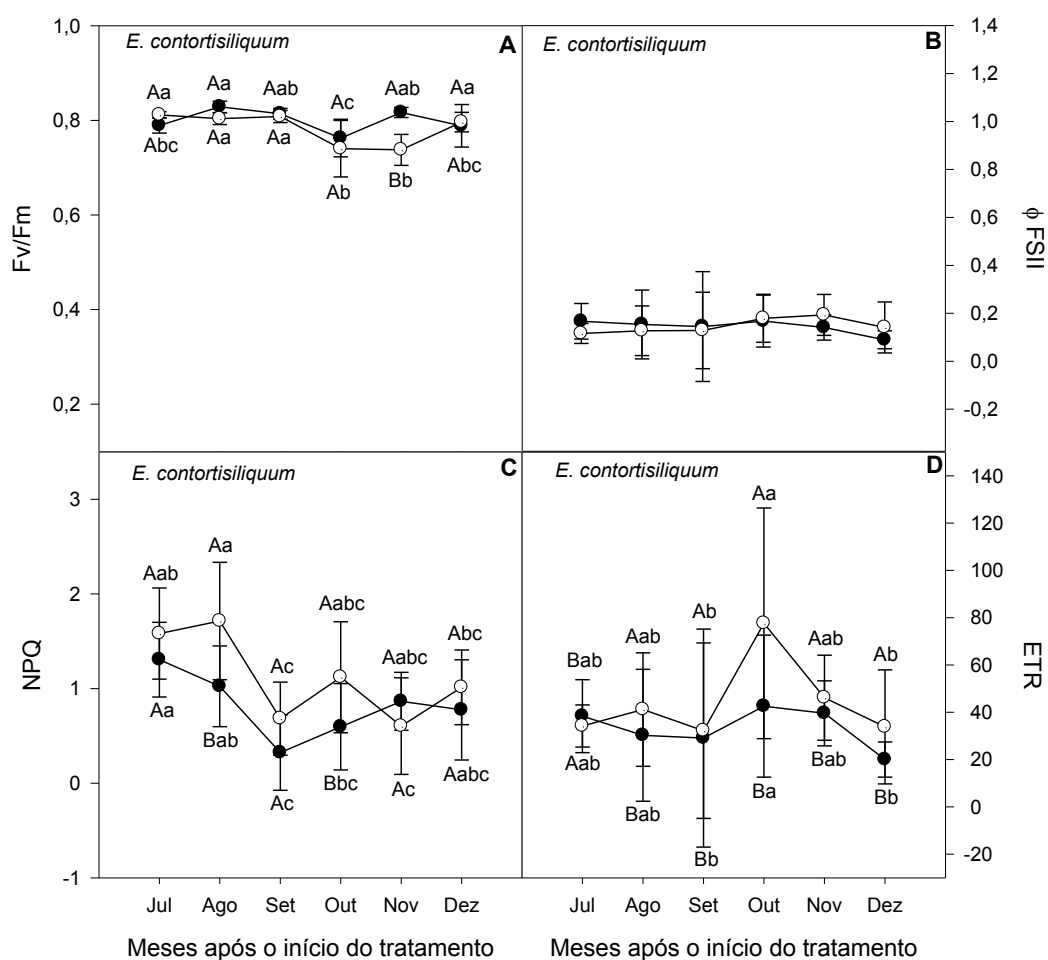 E. contortisiliquum
A
Aa
Aa
Aab
Ac
Aab
Aa
Abc
Aa
Aa
Ab
Bb
Abc
1,0
0,8
0,6
0,4
0,2
Fv/Fm
E. contortisiliquum
B
1,4
1,2
1,0
0,8
0,6
0,4
0,2
0,0
-0,2
ϕ FSII
E. contortisiliquum
C
Aab
Aa
Ac
Aabc
Aabc
Abc
Aa
Bab
Ac
Bbc
Ac
Aabc
3
2
1
0
-1
NPQ
Jul Ago Set Out Nov Dez
Meses após o início do tratamento
E. contortisiliquum
D
Bab
Aab
Ab
Aa
Aab
Ab
Aab
Bab
Bb
Ba
Bab
Bb
140
120
100
80
60
40
20
0
-20
ETR
Jul Ago Set Out Nov Dez
Meses após o início do tratamento